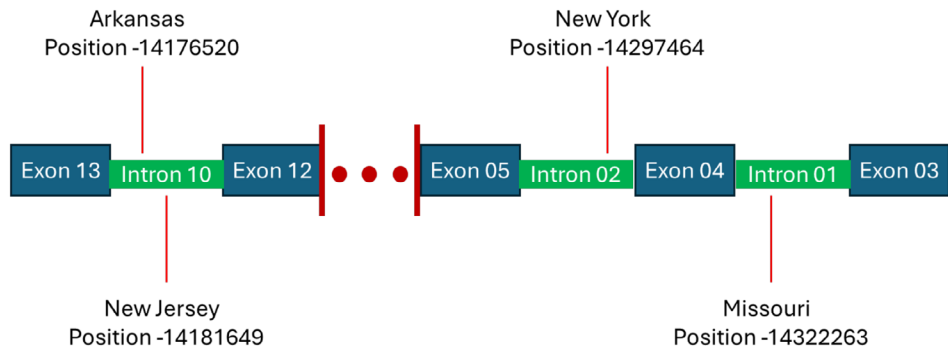 Arkansas
Position -14176520
New York
Position -14297464
Exon 13
Intron 10
Exon 12
Exon 05
Intron 02
Exon 04
Intron 01
Exon 03
New Jersey
Position -14181649
Missouri
Position -14322263